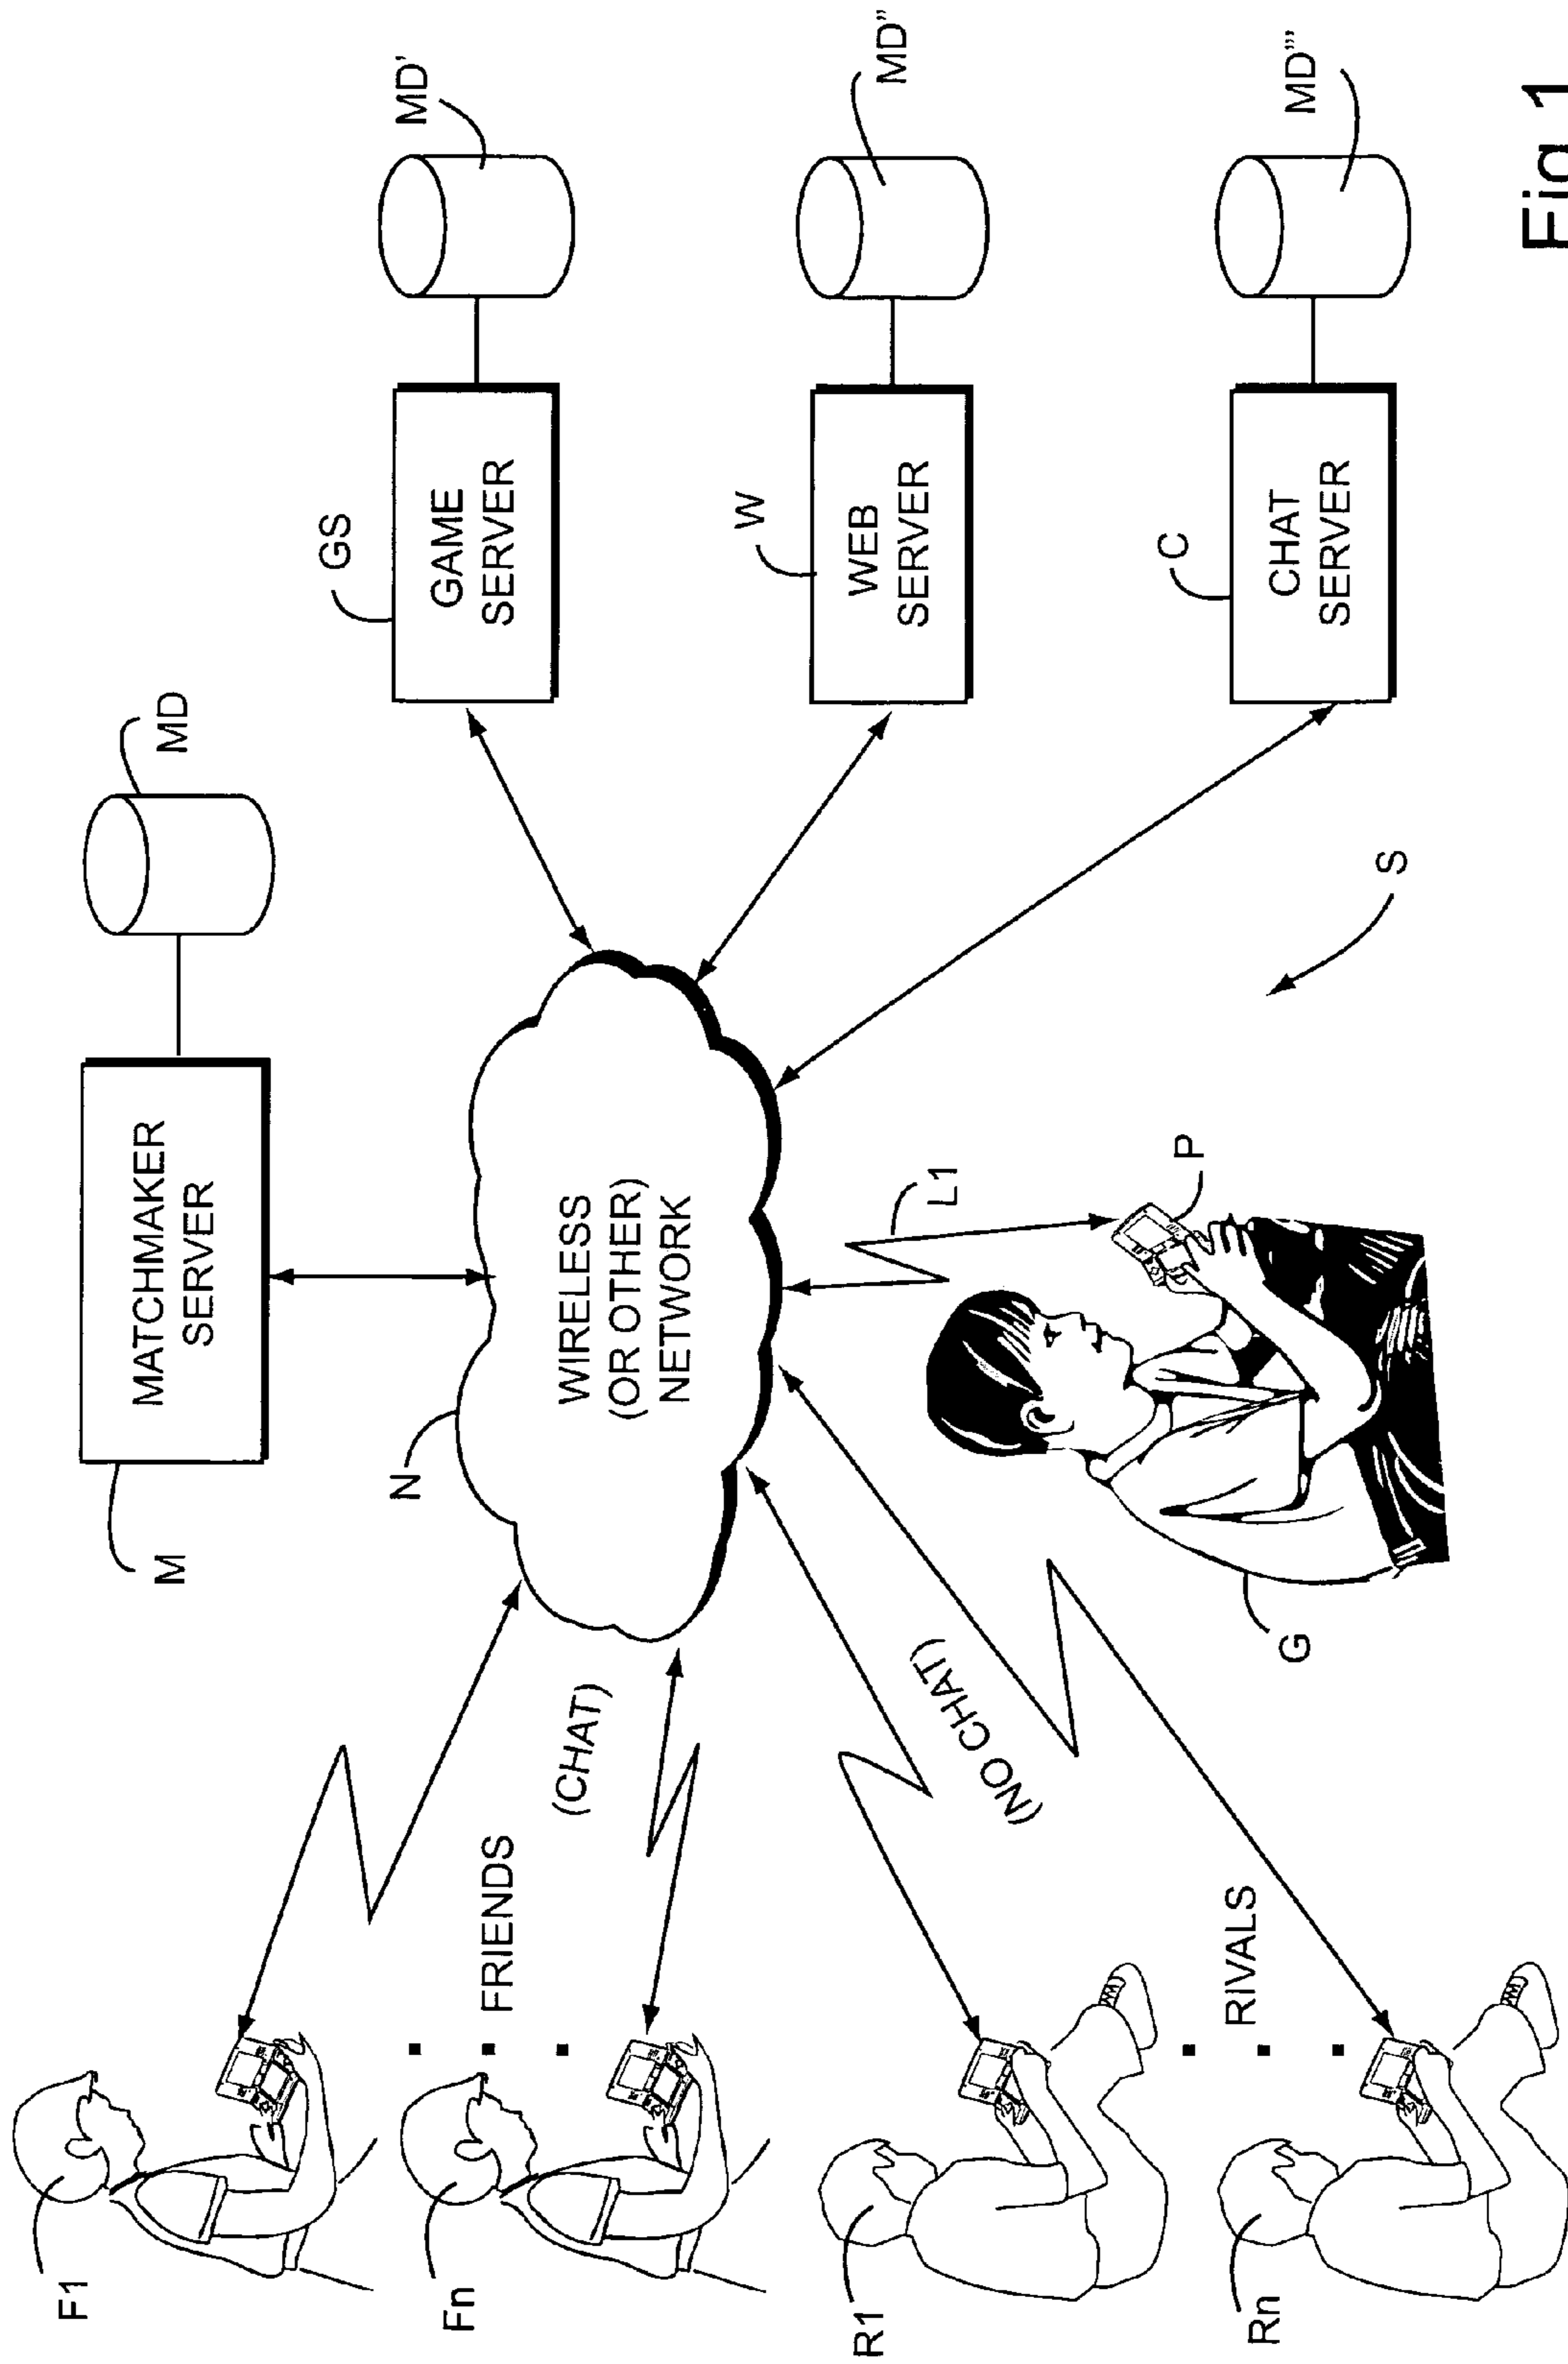 M
MATCHMAKER
SERVER
MD
F1
N
WIRELESS
(OR OTHER)
NETWORK
GS
GAME
SERVER
MD'
FRIENDS
(CHAT)
Fn
W
WEB
SERVER
MD"
L1
P
R1
(NO CHAT)
G
S
C
CHAT
SERVER
MD'"
RIVALS
Rn
Fig.1